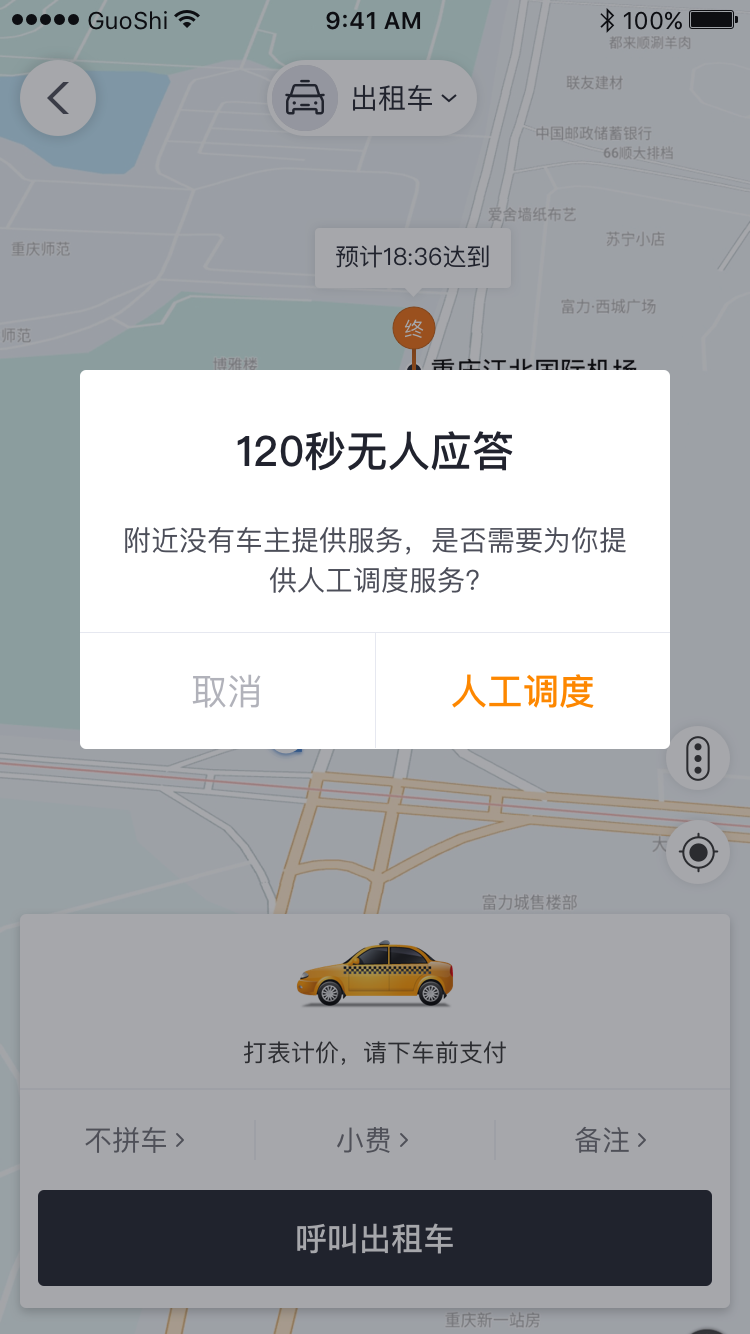 GuoShi
9:41 AM
100%
都来顺涮羊肉
出租车
联友建材
中国邮政储蓄银行
66顺大排档
爱舍墙纸布艺
苏宁小店
重庆师范
预计18:36达到
富力·西城广场
终
师范
博雅楼
重庆江北国际机场
120秒无人应答
附近没有车主提供服务，是否需要为你提
供人工调度服务？
取消
人工调度
大
富力城售楼部
打表计价，请下车前支付
不拼车
小费
备注
呼叫出租车
重庆新一站房